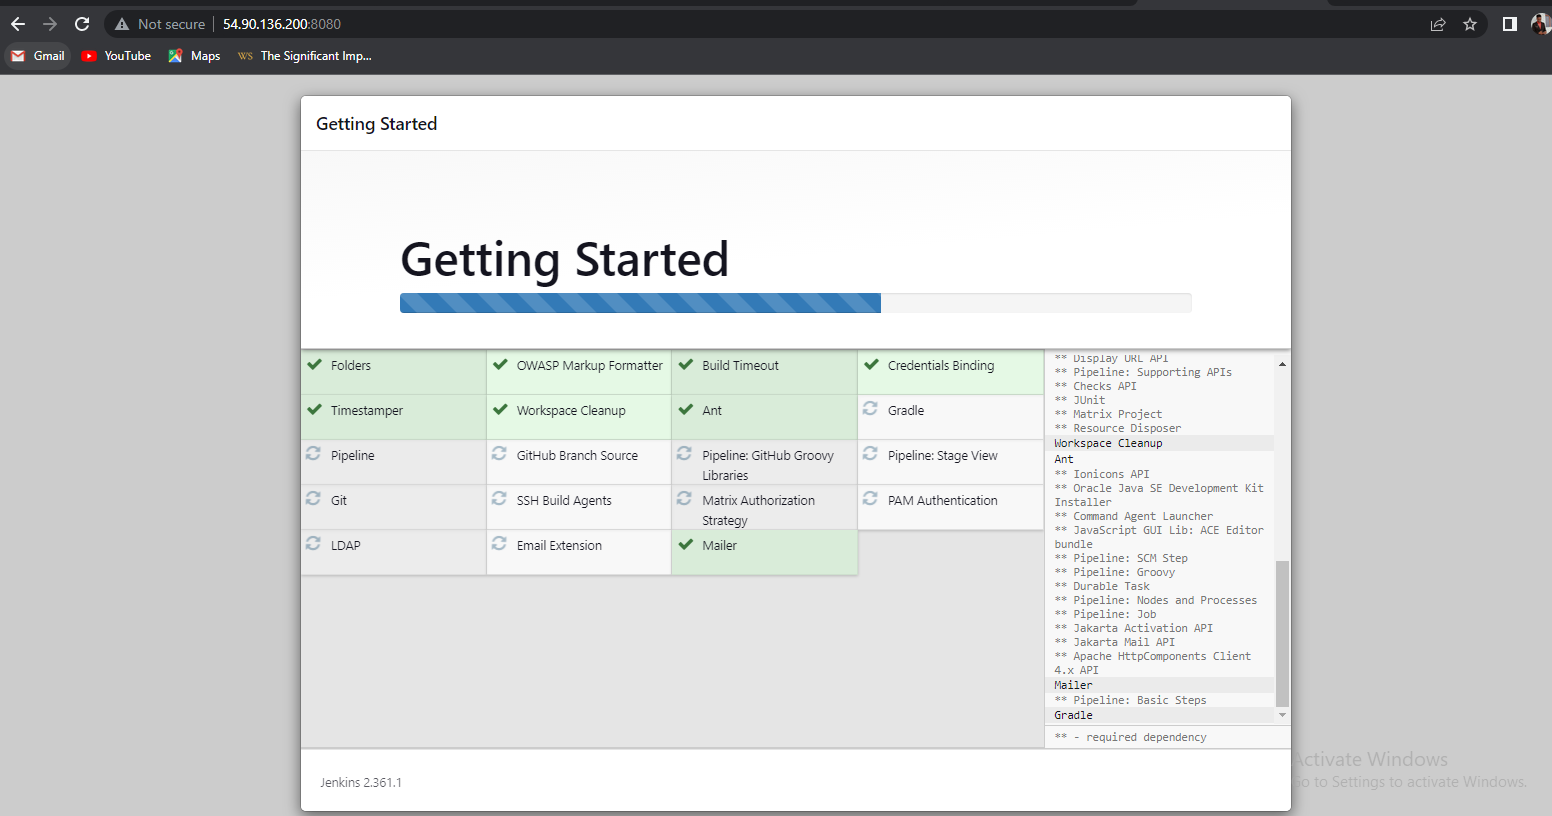 Not secure | 54.90.136.200:8080
Gmail YouTube Maps WS The Significant Imp...
Getting Started
Getting Started
Folders OWASP Markup Formatter Build Timeout Credentials Binding
Timestamper Workspace Cleanup Ant Gradle
Pipeline GitHub Branch Source Pipeline: GitHub Groovy Libraries Pipeline: Stage View
Git SSH Build Agents Matrix Authorization Strategy PAM Authentication
LDAP Email Extension Mailer
** Display URL API
** Pipeline: Supporting APIs
** Checks API
** JUnit
** Matrix Project
** Resource Disposer
Workspace Cleanup
Ant
** Ionicons API
** Oracle Java SE Development Kit
Installer
** Command Agent Launcher
** JavaScript GUI Lib: ACE Editor
bundle
** Pipeline: SCM Step
** Pipeline: Groovy
** Durable Task
** Pipeline: Nodes and Processes
** Pipeline: Job
** Jakarta Activation API
** Jakarta Mail API
** Apache HttpComponents Client
4.x API
Mailer
** Pipeline: Basic Steps
Gradle
** - required dependency
Jenkins 2.361.1
Activate Windows
Go to Settings to activate Windows.